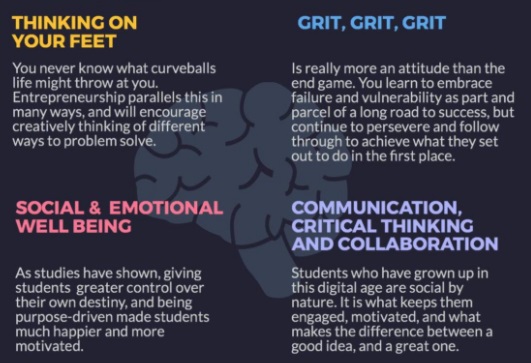 THINKING ON
YOUR FEET
You never know what curveballs
life might throw at you.
Entrepreneurship parallels this in
many ways, and will encourage
creatively thinking of different
ways to problem solve.
GRIT, GRIT, GRIT
Is really more an attitude than the
end game. You learn to embrace
failure and vulnerability as part and
parcel of a long road to success, but
continue to persevere and follow
through to achieve what they set
out to do in the first place.
SOCIAL & EMOTIONAL
WELL BEING
As studies have shown, giving
students greater control over
their own destiny, and being
purpose-driven made students
much happier and more
motivated.
COMMUNICATION,
CRITICAL THINKING
AND COLLABORATION
Students who have grown up in
this digital age are social by
nature. It is what keeps them
engaged, motivated, and what
makes the difference between a
good idea, and a great one.